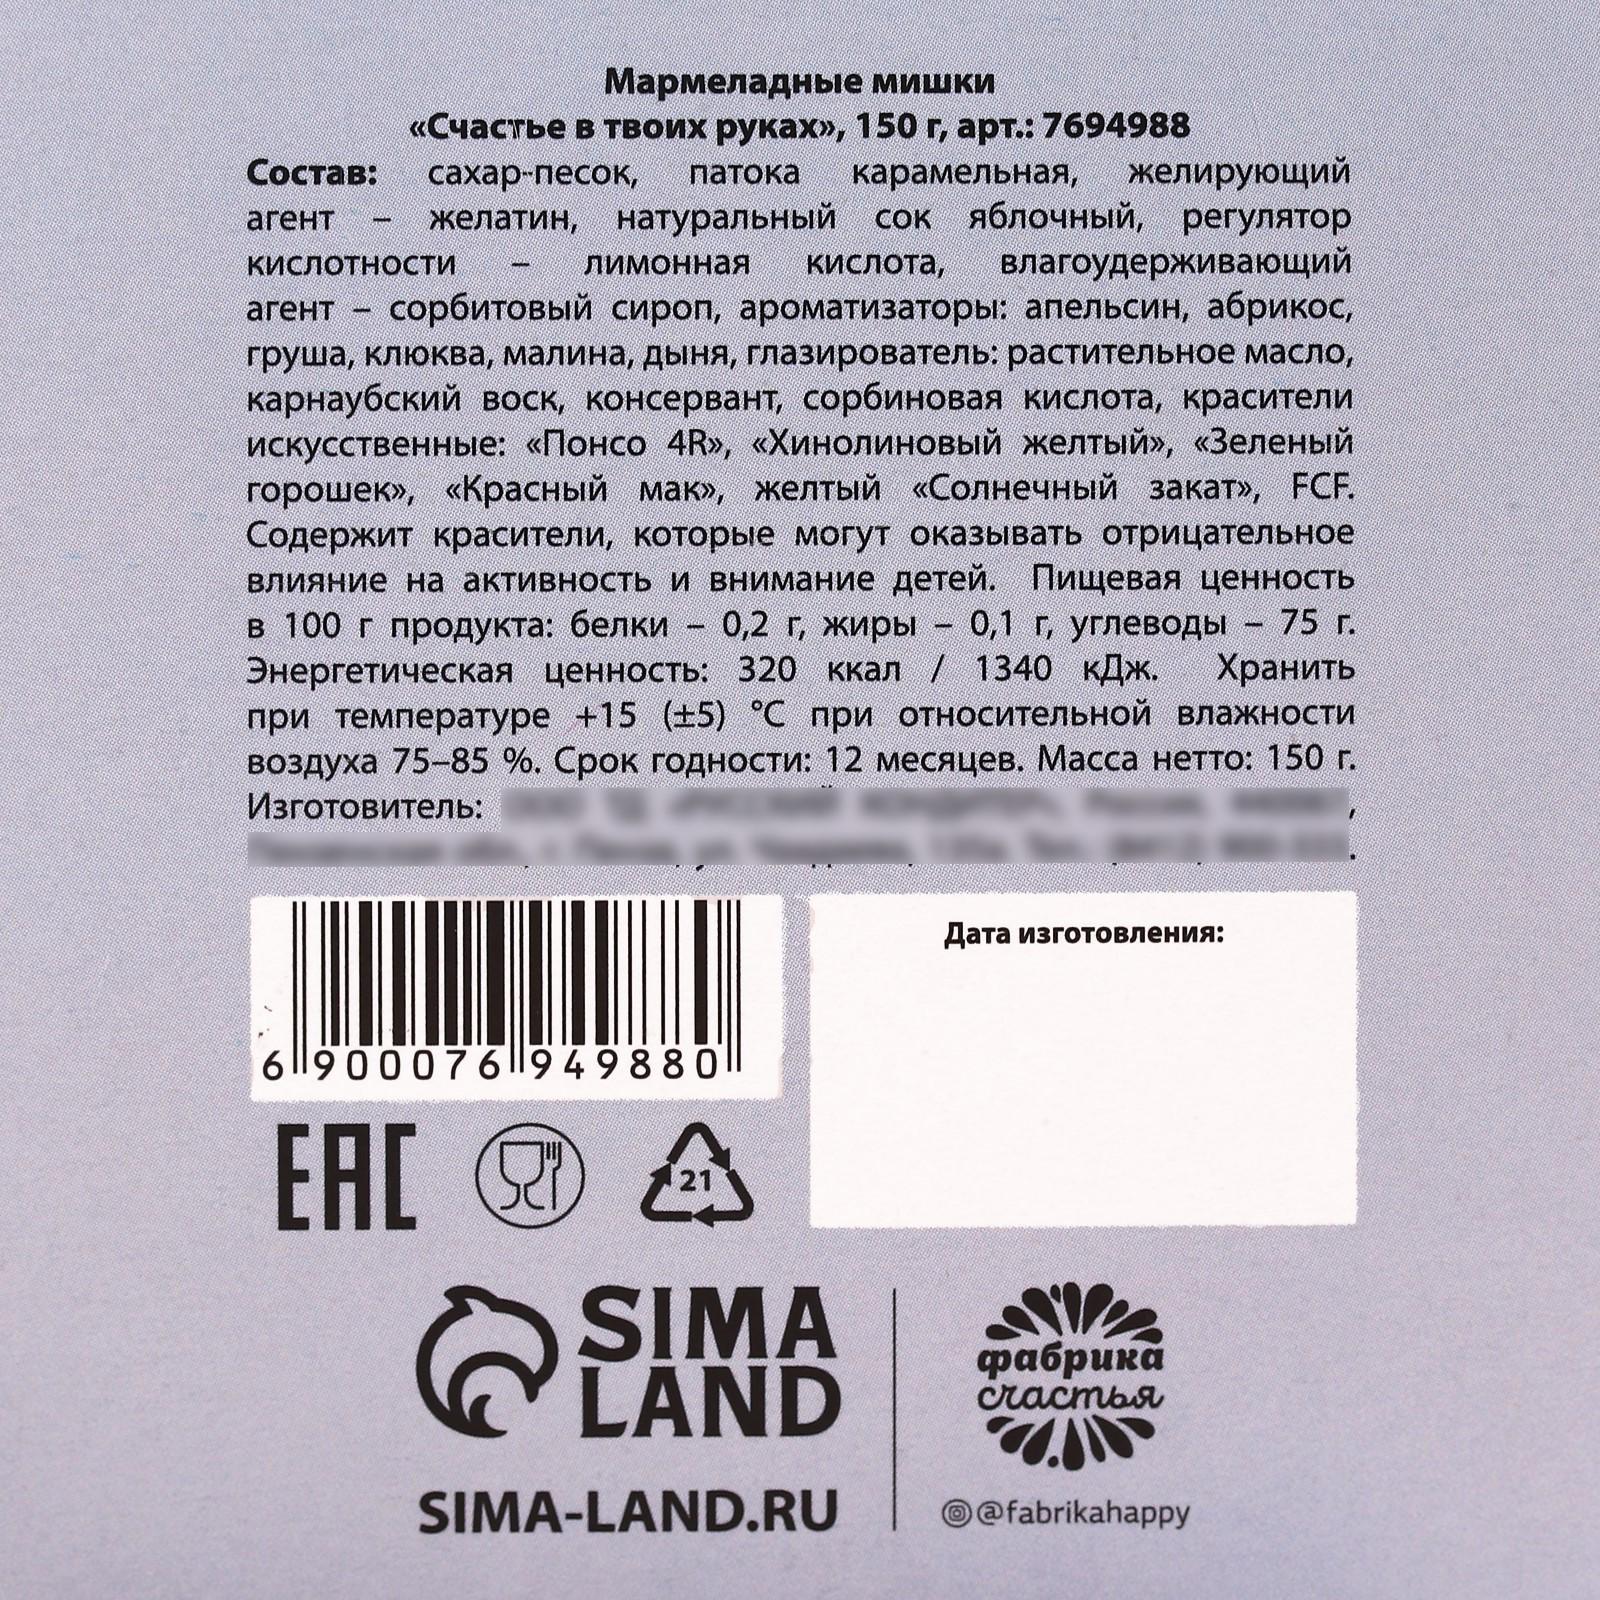 Мармеладные мишки
«Счастье в твоих руках», 150 г, арт.: 7694988
Состав: сахар-песок, патока карамельная, желирующий
агент – желатин, натуральный сок яблочный, регулятор
кислотности – лимонная кислота, влагоудерживающий
агент – сорбитовый сироп, ароматизаторы: апельсин, абрикос,
груша, клюква, малина, дыня, глазирователь: растительное масло,
карнаубский воск, консервант, сорбиновая кислота, красители
искусственные: «Понсо 4R», «Хинолиновый желтый», «Зеленый
горошек», «Красный мак», желтый «Солнечный закат», FCF.
Содержит красители, которые могут оказывать отрицательное
влияние на активность и внимание детей. Пищевая ценность
в 100 г продукта: белки – 0,2 г, жиры – 0,1 г, углеводы – 75 г.
Энергетическая ценность: 320 ккал / 1340 кДж. Хранить
при температуре +15 (±5) °C при относительной влажности
воздуха 75–85 %. Срок годности: 12 месяцев. Масса нетто: 150 г.
Изготовитель:
Дата изготовления:
6 900076 949880
EAC
21
SIMA
LAND
SIMA-LAND.RU
фабрика
счастья
@fabrikahappy